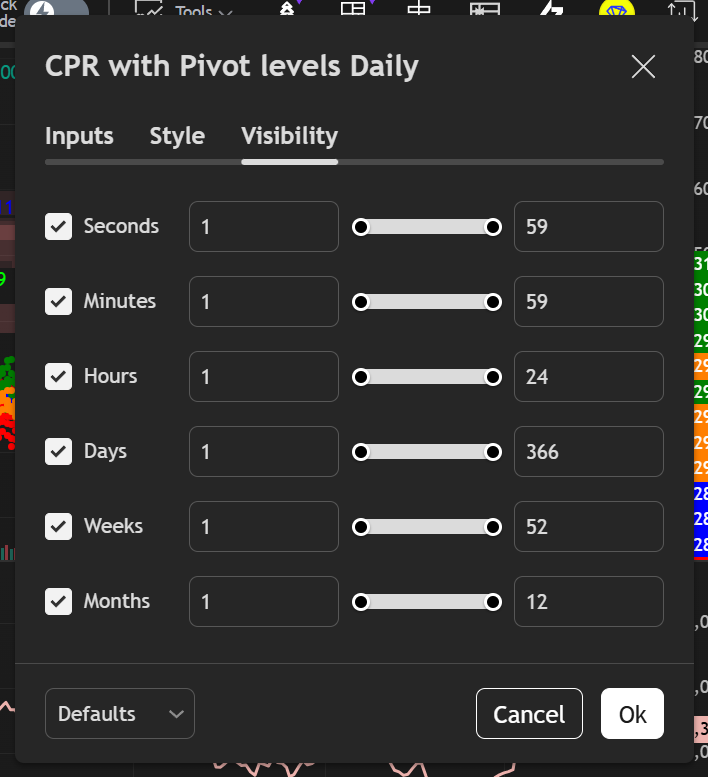 Tools
CPR with Pivot levels Daily
Inputs Style Visibility
Seconds 1 59
Minutes 1 59
Hours 1 24
Days 1 366
Weeks 1 52
Months 1 12
Defaults Cancel Ok